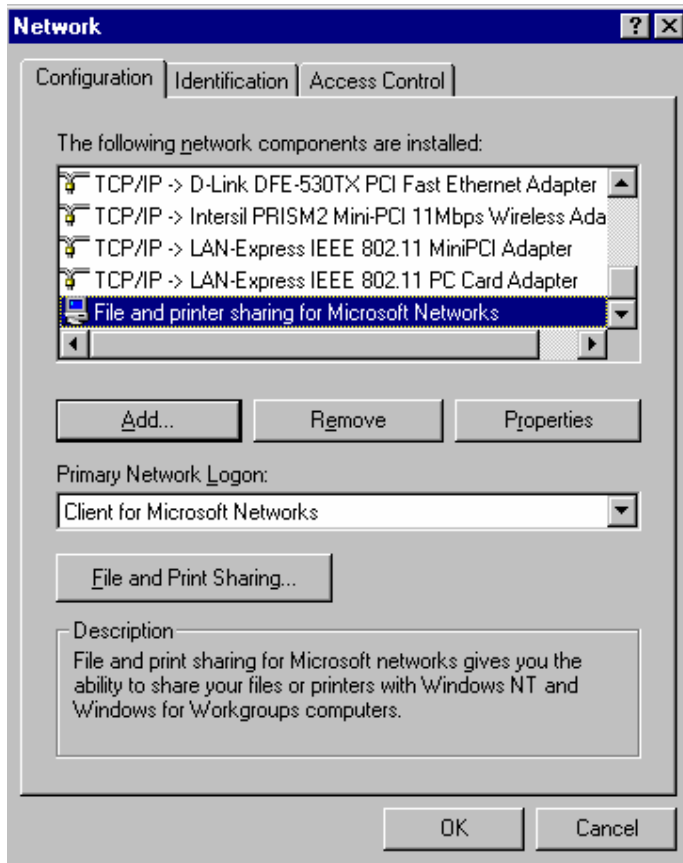 Network
Configuration Identification Access Control
The following network components are installed:
TCP/IP -> D-Link DFE-530TX PCI Fast Ethernet Adapter
TCP/IP -> Intersil PRISM2 Mini-PCI 11Mbps Wireless Ada
TCP/IP -> LAN-Express IEEE 802.11 MiniPCI Adapter
TCP/IP -> LAN-Express IEEE 802.11 PC Card Adapter
File and printer sharing for Microsoft Networks
Add... Remove Properties
Primary Network Logon:
Client for Microsoft Networks
File and Print Sharing...
Description
File and print sharing for Microsoft networks gives you the
ability to share your files or printers with Windows NT and
Windows for Workgroups computers.
OK Cancel